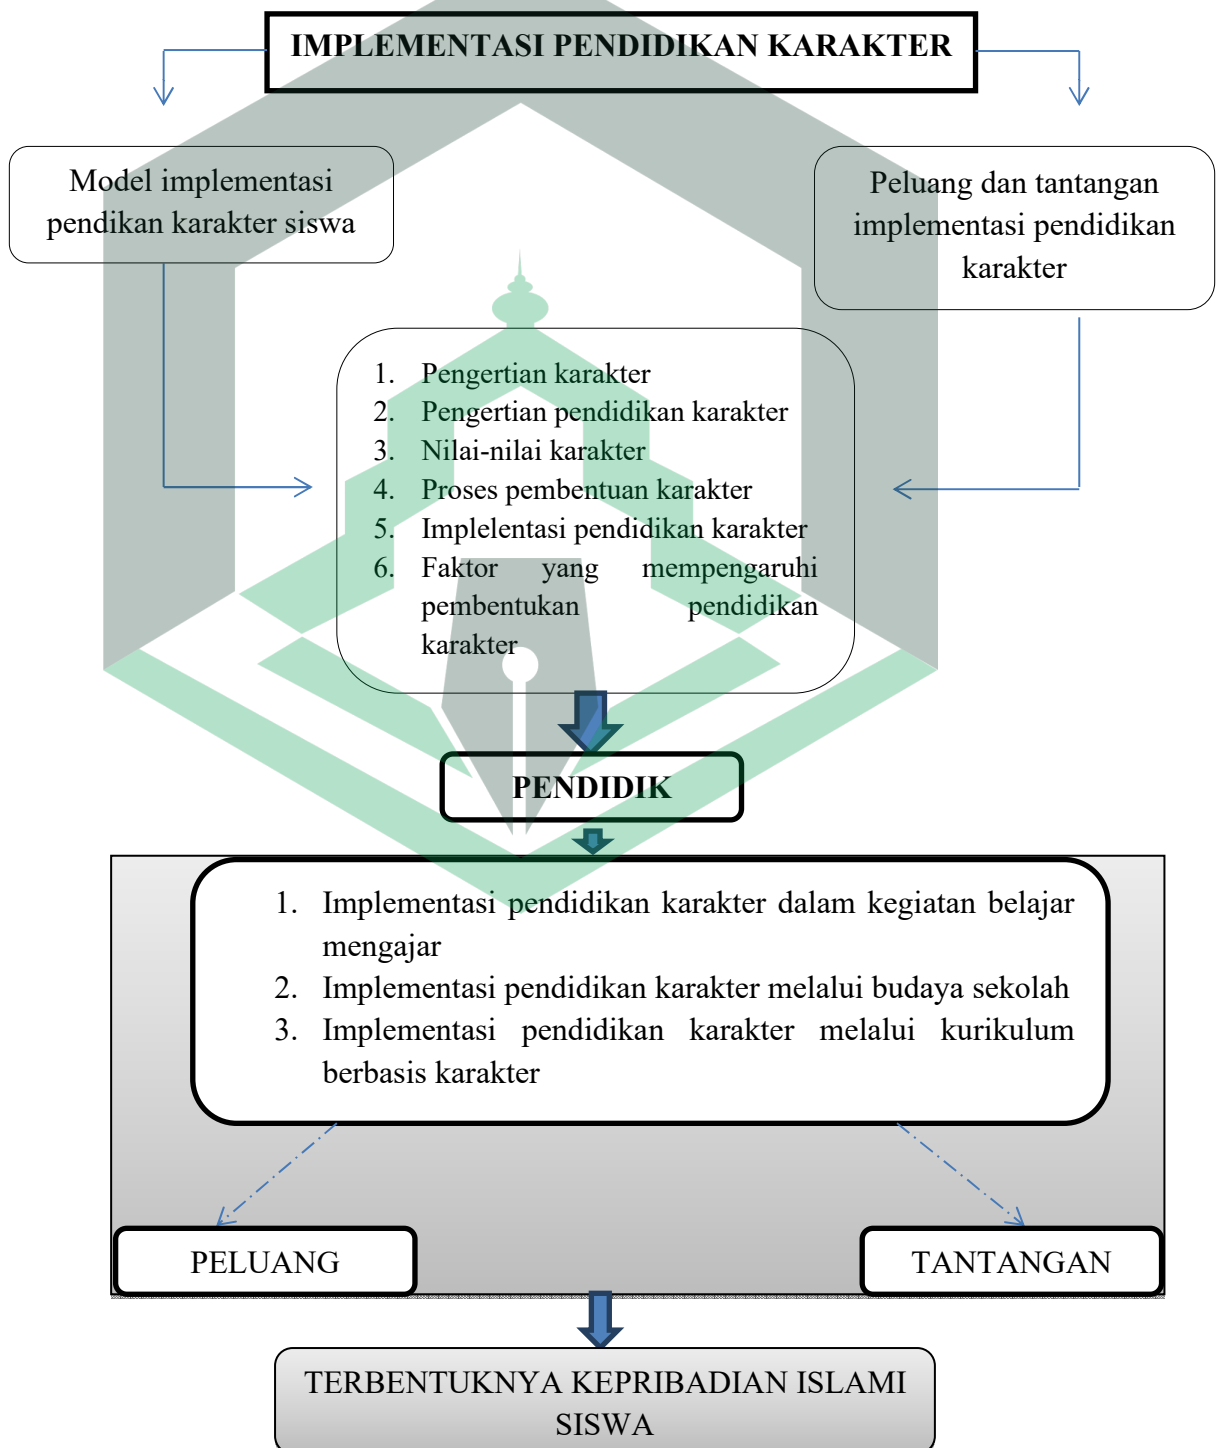 IMPLEMENTASI PENDIDIKAN KARAKTER
Model implementasi
pendikan karakter siswa
Peluang dan tantangan
implementasi pendidikan
karakter
1. Pengertian karakter
2. Pengertian pendidikan karakter
3. Nilai-nilai karakter
4. Proses pembentuan karakter
5. Implelentasi pendidikan karakter
6. Faktor yang mempengaruhi
pembentukan pendidikan
karakter
PENDIDIK
1. Implementasi pendidikan karakter dalam kegiatan belajar
mengajar
2. Implementasi pendidikan karakter melalui budaya sekolah
3. Implementasi pendidikan karakter melalui kurikulum
berbasis karakter
PELUANG
TANTANGAN
TERBENTUKNYA KEPRIBADIAN ISLAMI
SISWA